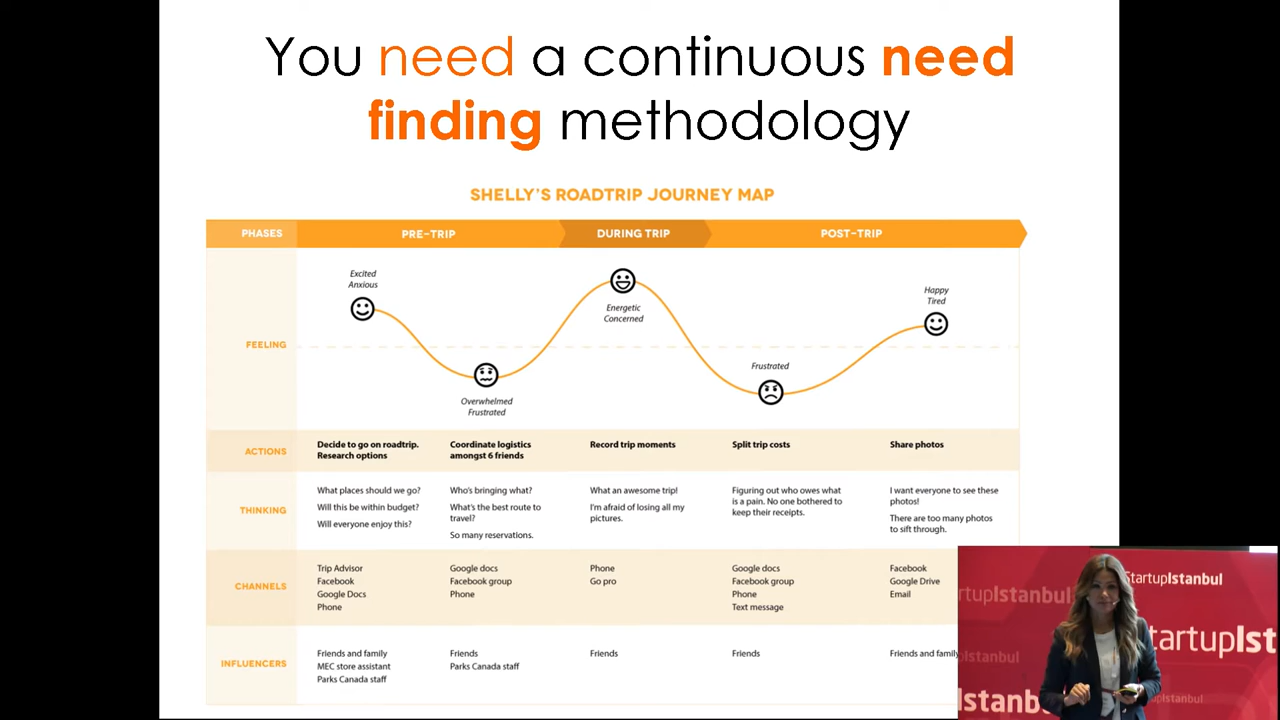 You need a continuous need
finding methodology
SHELLY'S ROADTRIP JOURNEY MAP
PHASES
PRE-TRIP
DURING TRIP
POST-TRIP
FEELING
Excited
Anxious
Overwhelmed
Frustrated
Energetic
Concerned
Frustrated
Happy
Tired
ACTIONS
Decide to go on roadtrip.
Research options
Coordinate logistics
amongst 6 friends
Record trip moments
Split trip costs
Share photos
THINKING
What places should we go?
Will this be within budget?
Will everyone enjoy this?
Who's bringing what?
What's the best route to
travel?
So many reservations.
What an awesome trip!
I'm afraid of losing all my
pictures.
Figuring out who owes what
is a pain. No one bothered to
keep their receipts.
I want everyone to see these
photos!
There are too many photos
to sift through.
CHANNELS
Trip Advisor
Facebook
Google Docs
Phone
Google docs
Facebook group
Phone
Phone
Go pro
Google docs
Facebook group
Phone
Text message
Facebook
Google Drive
Email
INFLUENCERS
Friends and family
MEC store assistant
Parks Canada staff
Friends
Parks Canada staff
Friends
Friends
Friends and family
StartupIstanbul
tartupIstanbul
tartupIst
Istanbul
Istanb
Istanbul.